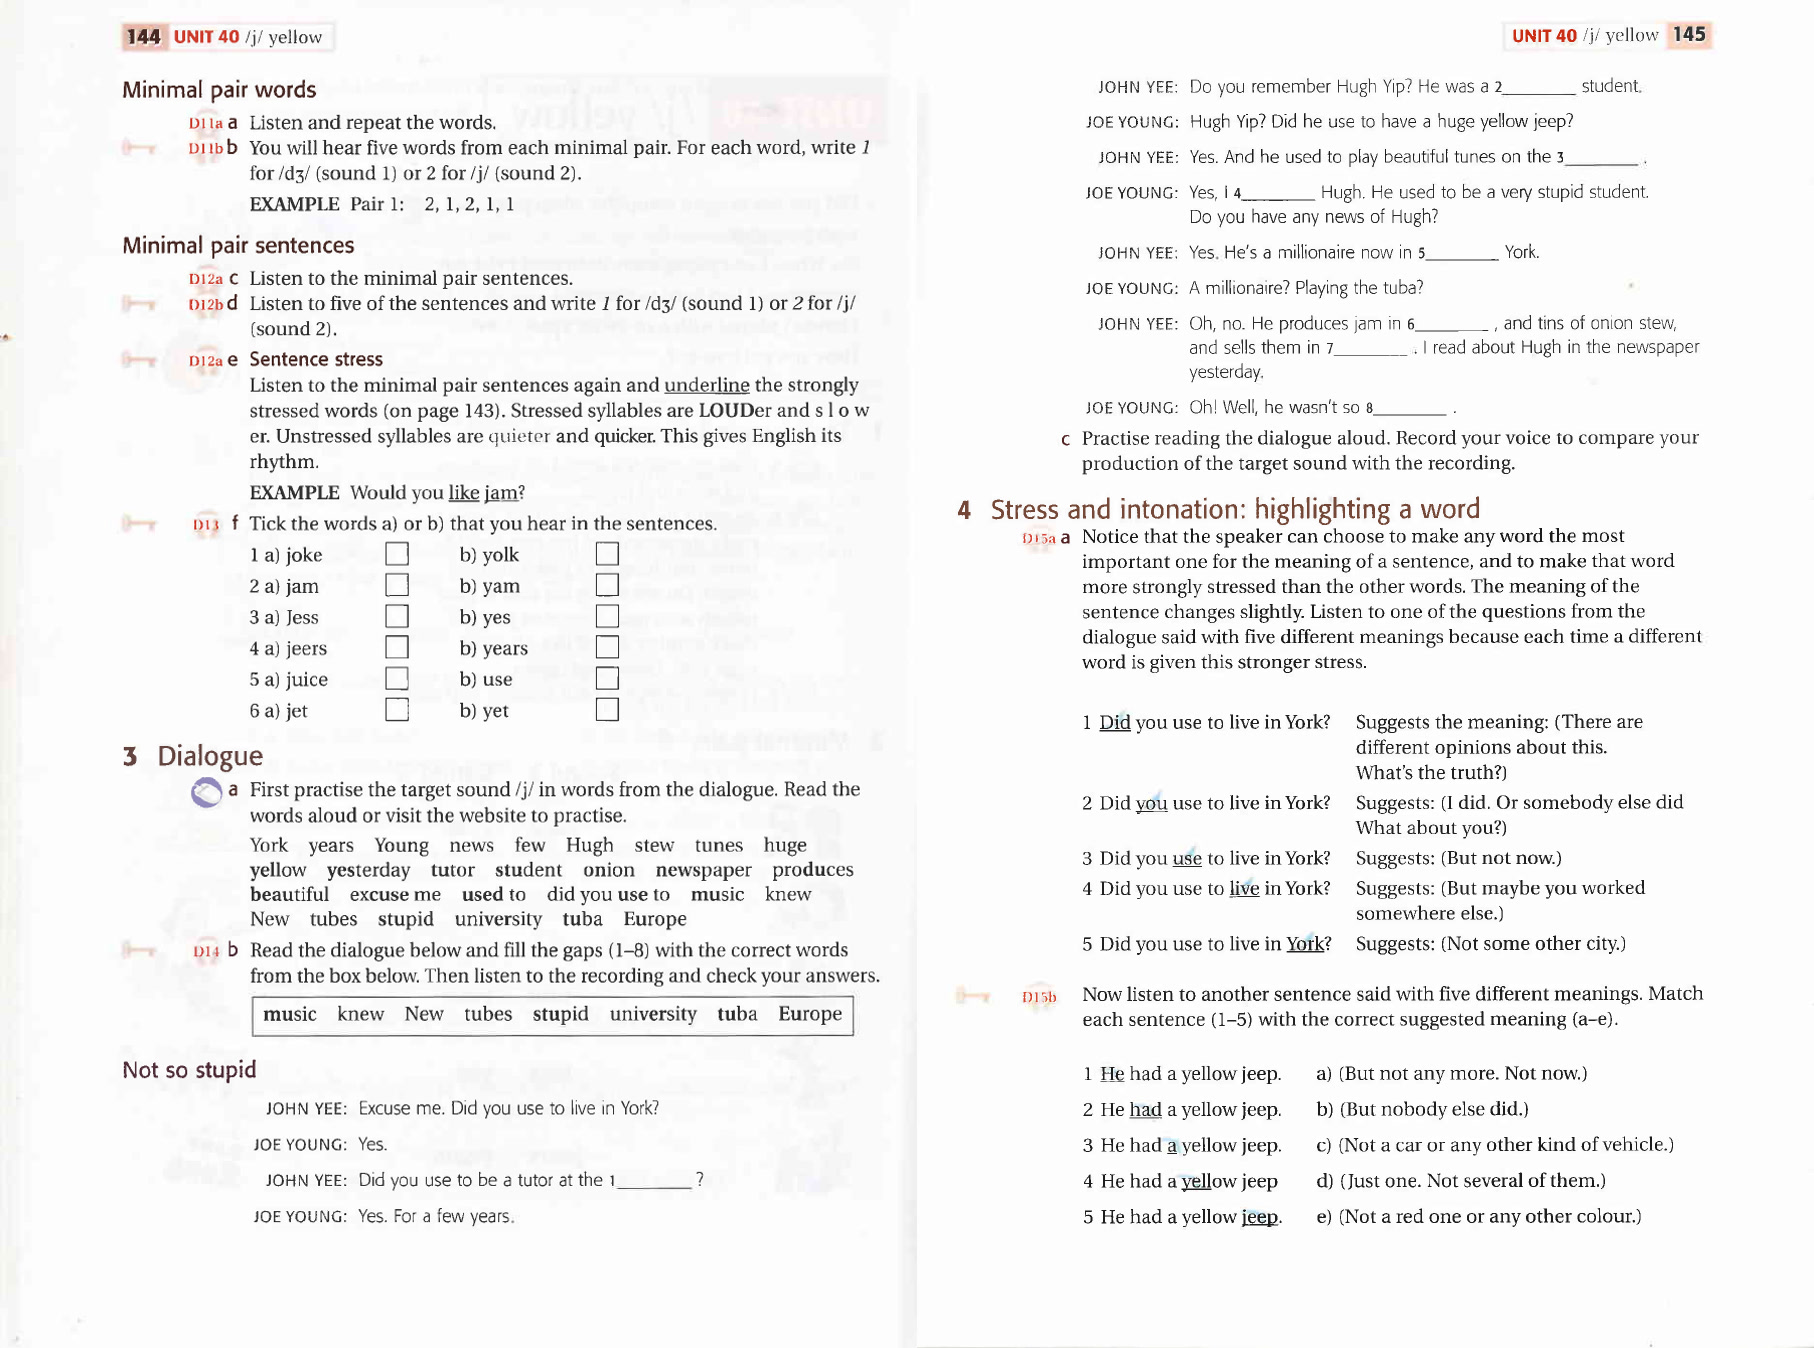 144 UNIT 40 /j/ yellow
Minimal pair words
D11a a Listen and repeat the words.
D11b b You will hear five words from each minimal pair. For each word, write 1
for /dʒ/ (sound 1) or 2 for /j/ (sound 2).
EXAMPLE Pair 1: 2, 1, 2, 1, 1
Minimal pair sentences
D12a c Listen to the minimal pair sentences.
D12b d Listen to five of the sentences and write 1 for /dʒ/ (sound 1) or 2 for /j/
(sound 2).
D12a e Sentence stress
Listen to the minimal pair sentences again and underline the strongly
stressed words (on page 143). Stressed syllables are LOUDer and s l o w
er. Unstressed syllables are quieter and quicker. This gives English its
rhythm.
EXAMPLE Would you like jam?
D13 f Tick the words a) or b) that you hear in the sentences.
1 a) joke b) yolk
2 a) jam b) yam
3 a) Jess b) yes
4 a) jeers b) years
5 a) juice b) use
6 a) jet b) yet
3 Dialogue
a First practise the target sound /j/ in words from the dialogue. Read the
words aloud or visit the website to practise.
York years Young news few Hugh stew tunes huge
yellow yesterday tutor student onion newspaper produces
beautiful excuse me used to did you use to music knew
New tubes stupid university tuba Europe
D14 b Read the dialogue below and fill the gaps (1–8) with the correct words
from the box below. Then listen to the recording and check your answers.
music knew New tubes stupid university tuba Europe
Not so stupid
JOHN YEE: Excuse me. Did you use to live in York?
JOE YOUNG: Yes.
JOHN YEE: Did you use to be a tutor at the 1________ ?
JOE YOUNG: Yes. For a few years.
UNIT 40 /j/ yellow 145
JOHN YEE: Do you remember Hugh Yip? He was a 2________ student.
JOE YOUNG: Hugh Yip? Did he use to have a huge yellow jeep?
JOHN YEE: Yes. And he used to play beautiful tunes on the 3________ .
JOE YOUNG: Yes, i 4________ Hugh. He used to be a very stupid student.
Do you have any news of Hugh?
JOHN YEE: Yes. He's a millionaire now in 5________ York.
JOE YOUNG: A millionaire? Playing the tuba?
JOHN YEE: Oh, no. He produces jam in 6________ , and tins of onion stew,
and sells them in 7________ . I read about Hugh in the newspaper
yesterday.
JOE YOUNG: Oh! Well, he wasn't so 8________ .
c Practise reading the dialogue aloud. Record your voice to compare your
production of the target sound with the recording.
4 Stress and intonation: highlighting a word
D15a a Notice that the speaker can choose to make any word the most
important one for the meaning of a sentence, and to make that word
more strongly stressed than the other words. The meaning of the
sentence changes slightly. Listen to one of the questions from the
dialogue said with five different meanings because each time a different
word is given this stronger stress.
1 Did you use to live in York? Suggests the meaning: (There are
different opinions about this.
What's the truth?)
2 Did you use to live in York? Suggests: (I did. Or somebody else did
What about you?)
3 Did you use to live in York? Suggests: (But not now.)
4 Did you use to live in York? Suggests: (But maybe you worked
somewhere else.)
5 Did you use to live in York? Suggests: (Not some other city.)
D15b Now listen to another sentence said with five different meanings. Match
each sentence (1–5) with the correct suggested meaning (a–e).
1 He had a yellow jeep. a) (But not any more. Not now.)
2 He had a yellow jeep. b) (But nobody else did.)
3 He had a yellow jeep. c) (Not a car or any other kind of vehicle.)
4 He had a yellow jeep d) (Just one. Not several of them.)
5 He had a yellow jeep. e) (Not a red one or any other colour.)